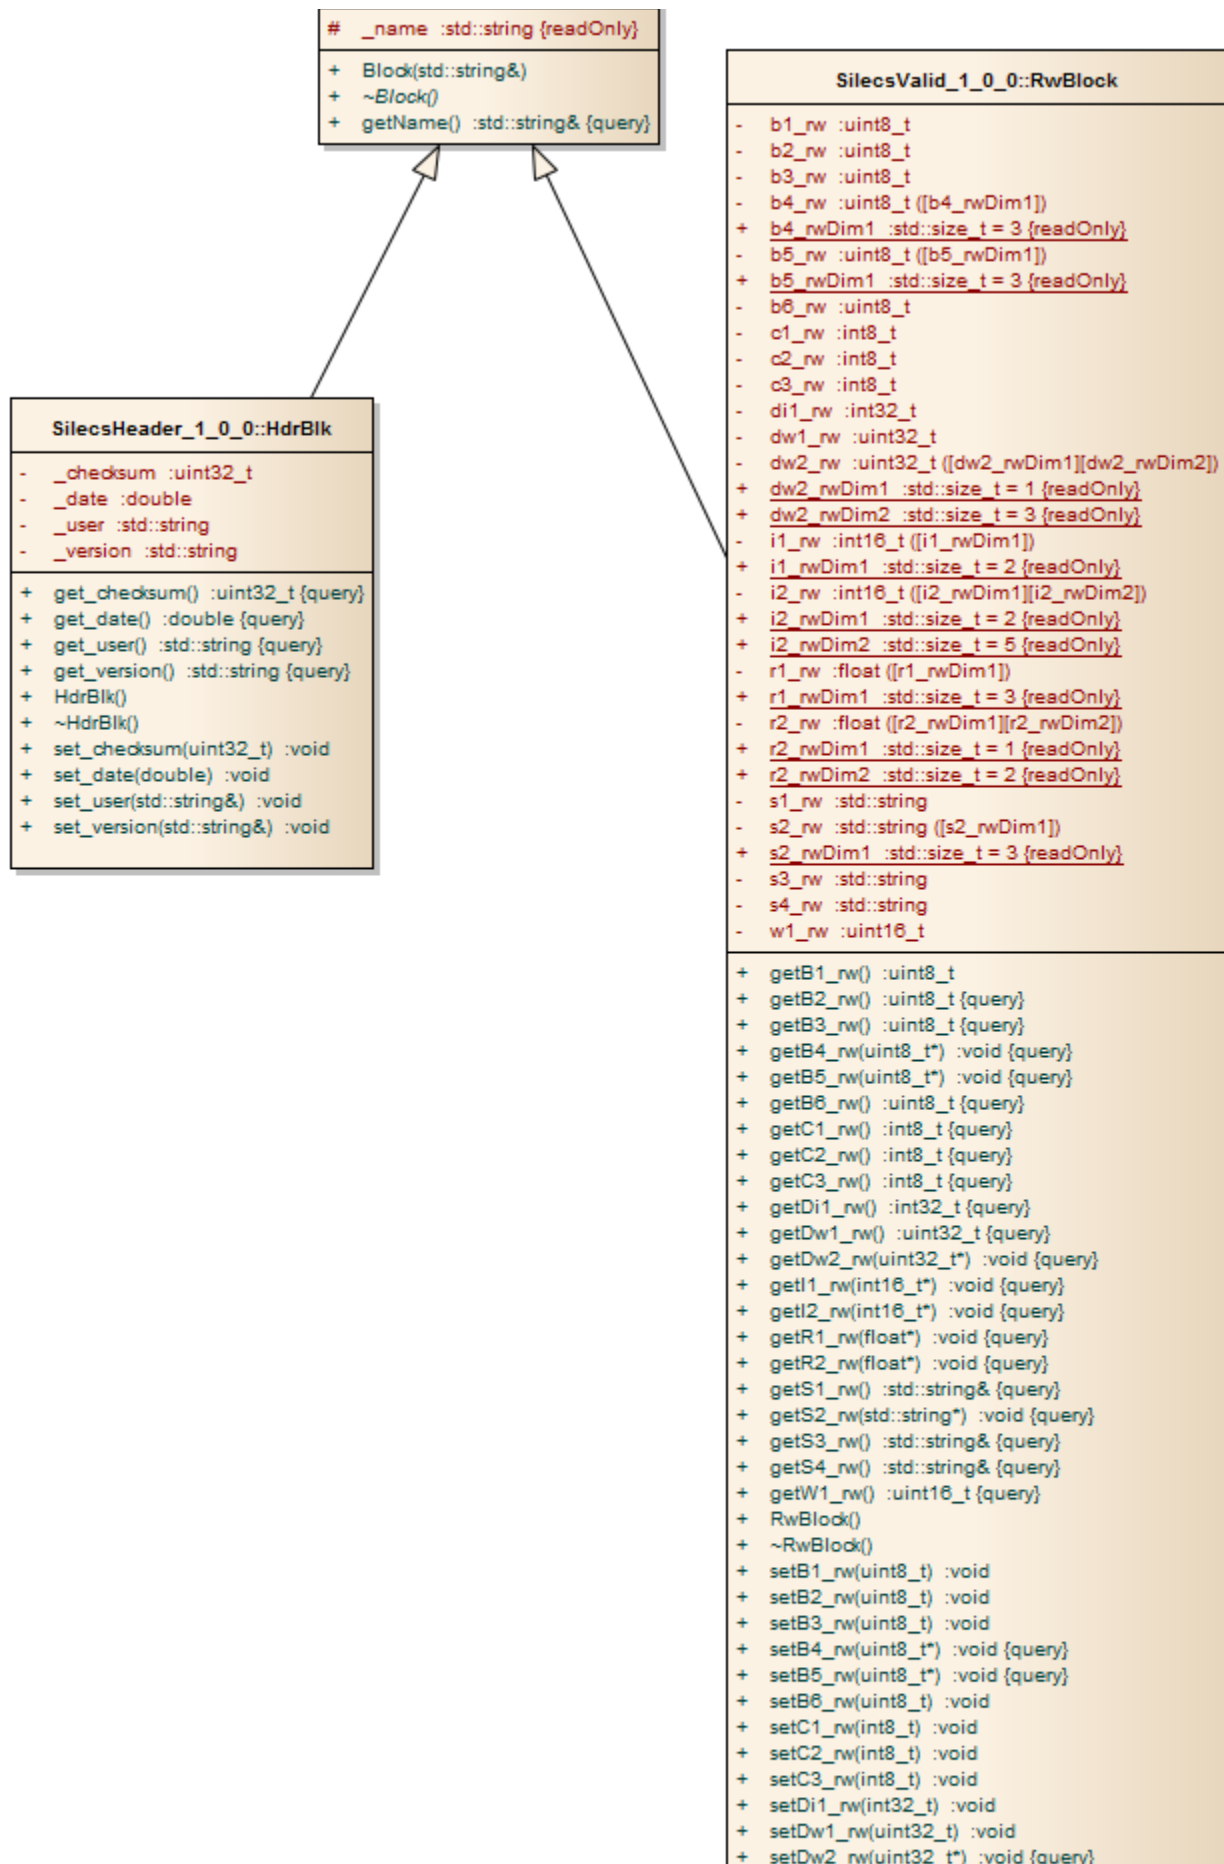 # _name :std::string {readOnly}
+ Block(std::string&)
+ ~Block()
+ getName() :std::string& {query}
SilecsHeader_1_0_0::HdrBlk
- _checksum :uint32_t
- _date :double
- _user :std::string
- _version :std::string
+ get_checksum() :uint32_t {query}
+ get_date() :double {query}
+ get_user() :std::string {query}
+ get_version() :std::string {query}
+ HdrBlk()
+ ~HdrBlk()
+ set_checksum(uint32_t) :void
+ set_date(double) :void
+ set_user(std::string&) :void
+ set_version(std::string&) :void
SilecsValid_1_0_0::RwBlock
- b1_rw :uint8_t
- b2_rw :uint8_t
- b3_rw :uint8_t
- b4_rw :uint8_t ([b4_rwDim1])
+ b4_rwDim1 :std::size_t = 3 {readOnly}
- b5_rw :uint8_t ([b5_rwDim1])
+ b5_rwDim1 :std::size_t = 3 {readOnly}
- b6_rw :uint8_t
- c1_rw :int8_t
- c2_rw :int8_t
- c3_rw :int8_t
- di1_rw :int32_t
- dw1_rw :uint32_t
- dw2_rw :uint32_t ([dw2_rwDim1][dw2_rwDim2])
+ dw2_rwDim1 :std::size_t = 1 {readOnly}
+ dw2_rwDim2 :std::size_t = 3 {readOnly}
- i1_rw :int16_t ([i1_rwDim1])
+ i1_rwDim1 :std::size_t = 2 {readOnly}
- i2_rw :int16_t ([i2_rwDim1][i2_rwDim2])
+ i2_rwDim1 :std::size_t = 2 {readOnly}
+ i2_rwDim2 :std::size_t = 5 {readOnly}
- r1_rw :float ([r1_rwDim1])
+ r1_rwDim1 :std::size_t = 3 {readOnly}
- r2_rw :float ([r2_rwDim1][r2_rwDim2])
+ r2_rwDim1 :std::size_t = 1 {readOnly}
+ r2_rwDim2 :std::size_t = 2 {readOnly}
- s1_rw :std::string
- s2_rw :std::string ([s2_rwDim1])
+ s2_rwDim1 :std::size_t = 3 {readOnly}
- s3_rw :std::string
- s4_rw :std::string
- w1_rw :uint16_t
+ getB1_rw() :uint8_t
+ getB2_rw() :uint8_t {query}
+ getB3_rw() :uint8_t {query}
+ getB4_rw(uint8_t*) :void {query}
+ getB5_rw(uint8_t*) :void {query}
+ getB6_rw() :uint8_t {query}
+ getC1_rw() :int8_t {query}
+ getC2_rw() :int8_t {query}
+ getC3_rw() :int8_t {query}
+ getDi1_rw() :int32_t {query}
+ getDw1_rw() :uint32_t {query}
+ getDw2_rw(uint32_t*) :void {query}
+ getI1_rw(int16_t*) :void {query}
+ getI2_rw(int16_t*) :void {query}
+ getR1_rw(float*) :void {query}
+ getR2_rw(float*) :void {query}
+ getS1_rw() :std::string& {query}
+ getS2_rw(std::string*) :void {query}
+ getS3_rw() :std::string& {query}
+ getS4_rw() :std::string& {query}
+ getW1_rw() :uint16_t {query}
+ RwBlock()
+ ~RwBlock()
+ setB1_rw(uint8_t) :void
+ setB2_rw(uint8_t) :void
+ setB3_rw(uint8_t) :void
+ setB4_rw(uint8_t*) :void {query}
+ setB5_rw(uint8_t*) :void {query}
+ setB6_rw(uint8_t) :void
+ setC1_rw(int8_t) :void
+ setC2_rw(int8_t) :void
+ setC3_rw(int8_t) :void
+ setDi1_rw(int32_t) :void
+ setDw1_rw(uint32_t) :void
+ setDw2_rw(uint32_t*) :void {query}